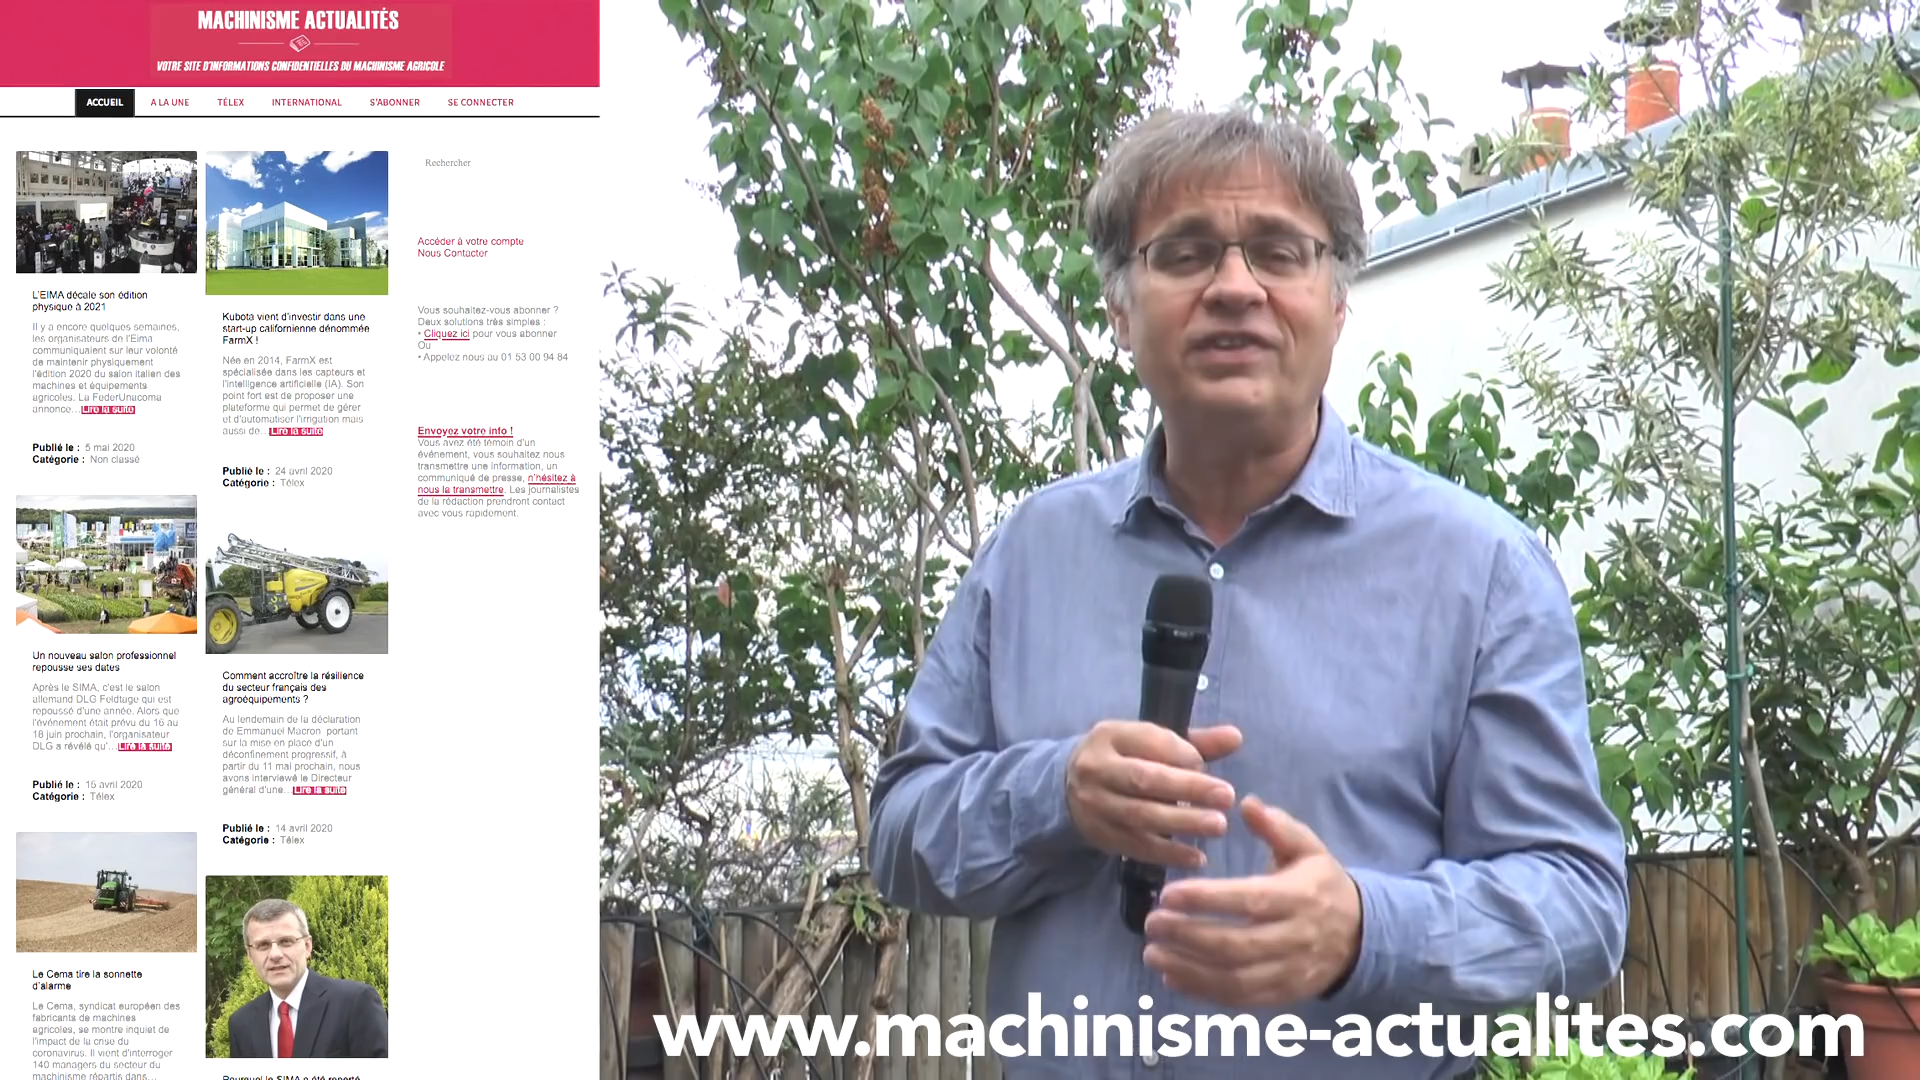 MACHINISME ACTUALITÉS
VOTRE SITE D'INFORMATIONS CONFIDENTIELLES DU MACHINISME AGRICOLE
ACCUEIL
A LA UNE
TÉLEX
INTERNATIONAL
S'ABONNER
SE CONNECTER
L'EIMA décale son édition
physique à 2021
Il y a encore quelques semaines,
les organisateurs de l'Eima
communiquaient sur leur volonté
de maintenir physiquement
l'édition 2020 du salon italien des
machines et équipements
agricoles. La FederUnacoma
annonce... Lire la suite
Publié le : 5 mai 2020
Catégorie : Non classé
Un nouveau salon professionnel
repousse ses dates
Après le SIMA, c'est le salon
allemand DLG Feldtage qui est
repoussé d'une année. Alors que
l'événement était prévu du 16 au
18 juin prochain, l'organisateur
DLG a révélé qu'... Lire la suite
Publié le : 15 avril 2020
Catégorie : Télex
Le Cema tire la sonnette
d'alarme
Le Cema, syndicat européen des
fabricants de machines
agricoles, se montre inquiet de
l'impact de la crise du
coronavirus. Il vient d'interroger
140 managers du secteur du
machinisme répartis dans...
Kubota vient d'investir dans une
start-up californienne dénommée
FarmX !
Née en 2014, FarmX est
spécialisée dans les capteurs et
l'intelligence artificielle (IA). Son
point fort est de proposer une
plateforme qui permet de gérer
et d'automatiser l'irrigation mais
aussi de... Lire la suite
Publié le : 24 avril 2020
Catégorie : Télex
Comment accroître la résilience
du secteur français des
agroéquipements ?
Au lendemain de la déclaration
de Emmanuel Macron portant
sur la mise en place d'un
déconfinement progressif, à
partir du 11 mai prochain, nous
avons interviewé le Directeur
général d'une... Lire la suite
Publié le : 14 avril 2020
Catégorie : Télex
Pourquoi le SIMA a été reporté
Rechercher
Accéder à votre compte
Nous Contacter
Vous souhaitez-vous abonner ?
Deux solutions très simples :
• Cliquez ici pour vous abonner
Ou
• Appelez nous au 01 53 00 94 84
Envoyez votre info !
Vous avez été témoin d'un
événement, vous souhaitez nous
transmettre une information, un
communiqué de presse, n'hésitez à
nous la transmettre. Les journalistes
de la rédaction prendront contact
avec vous rapidement.
www.machinisme-actualites.com